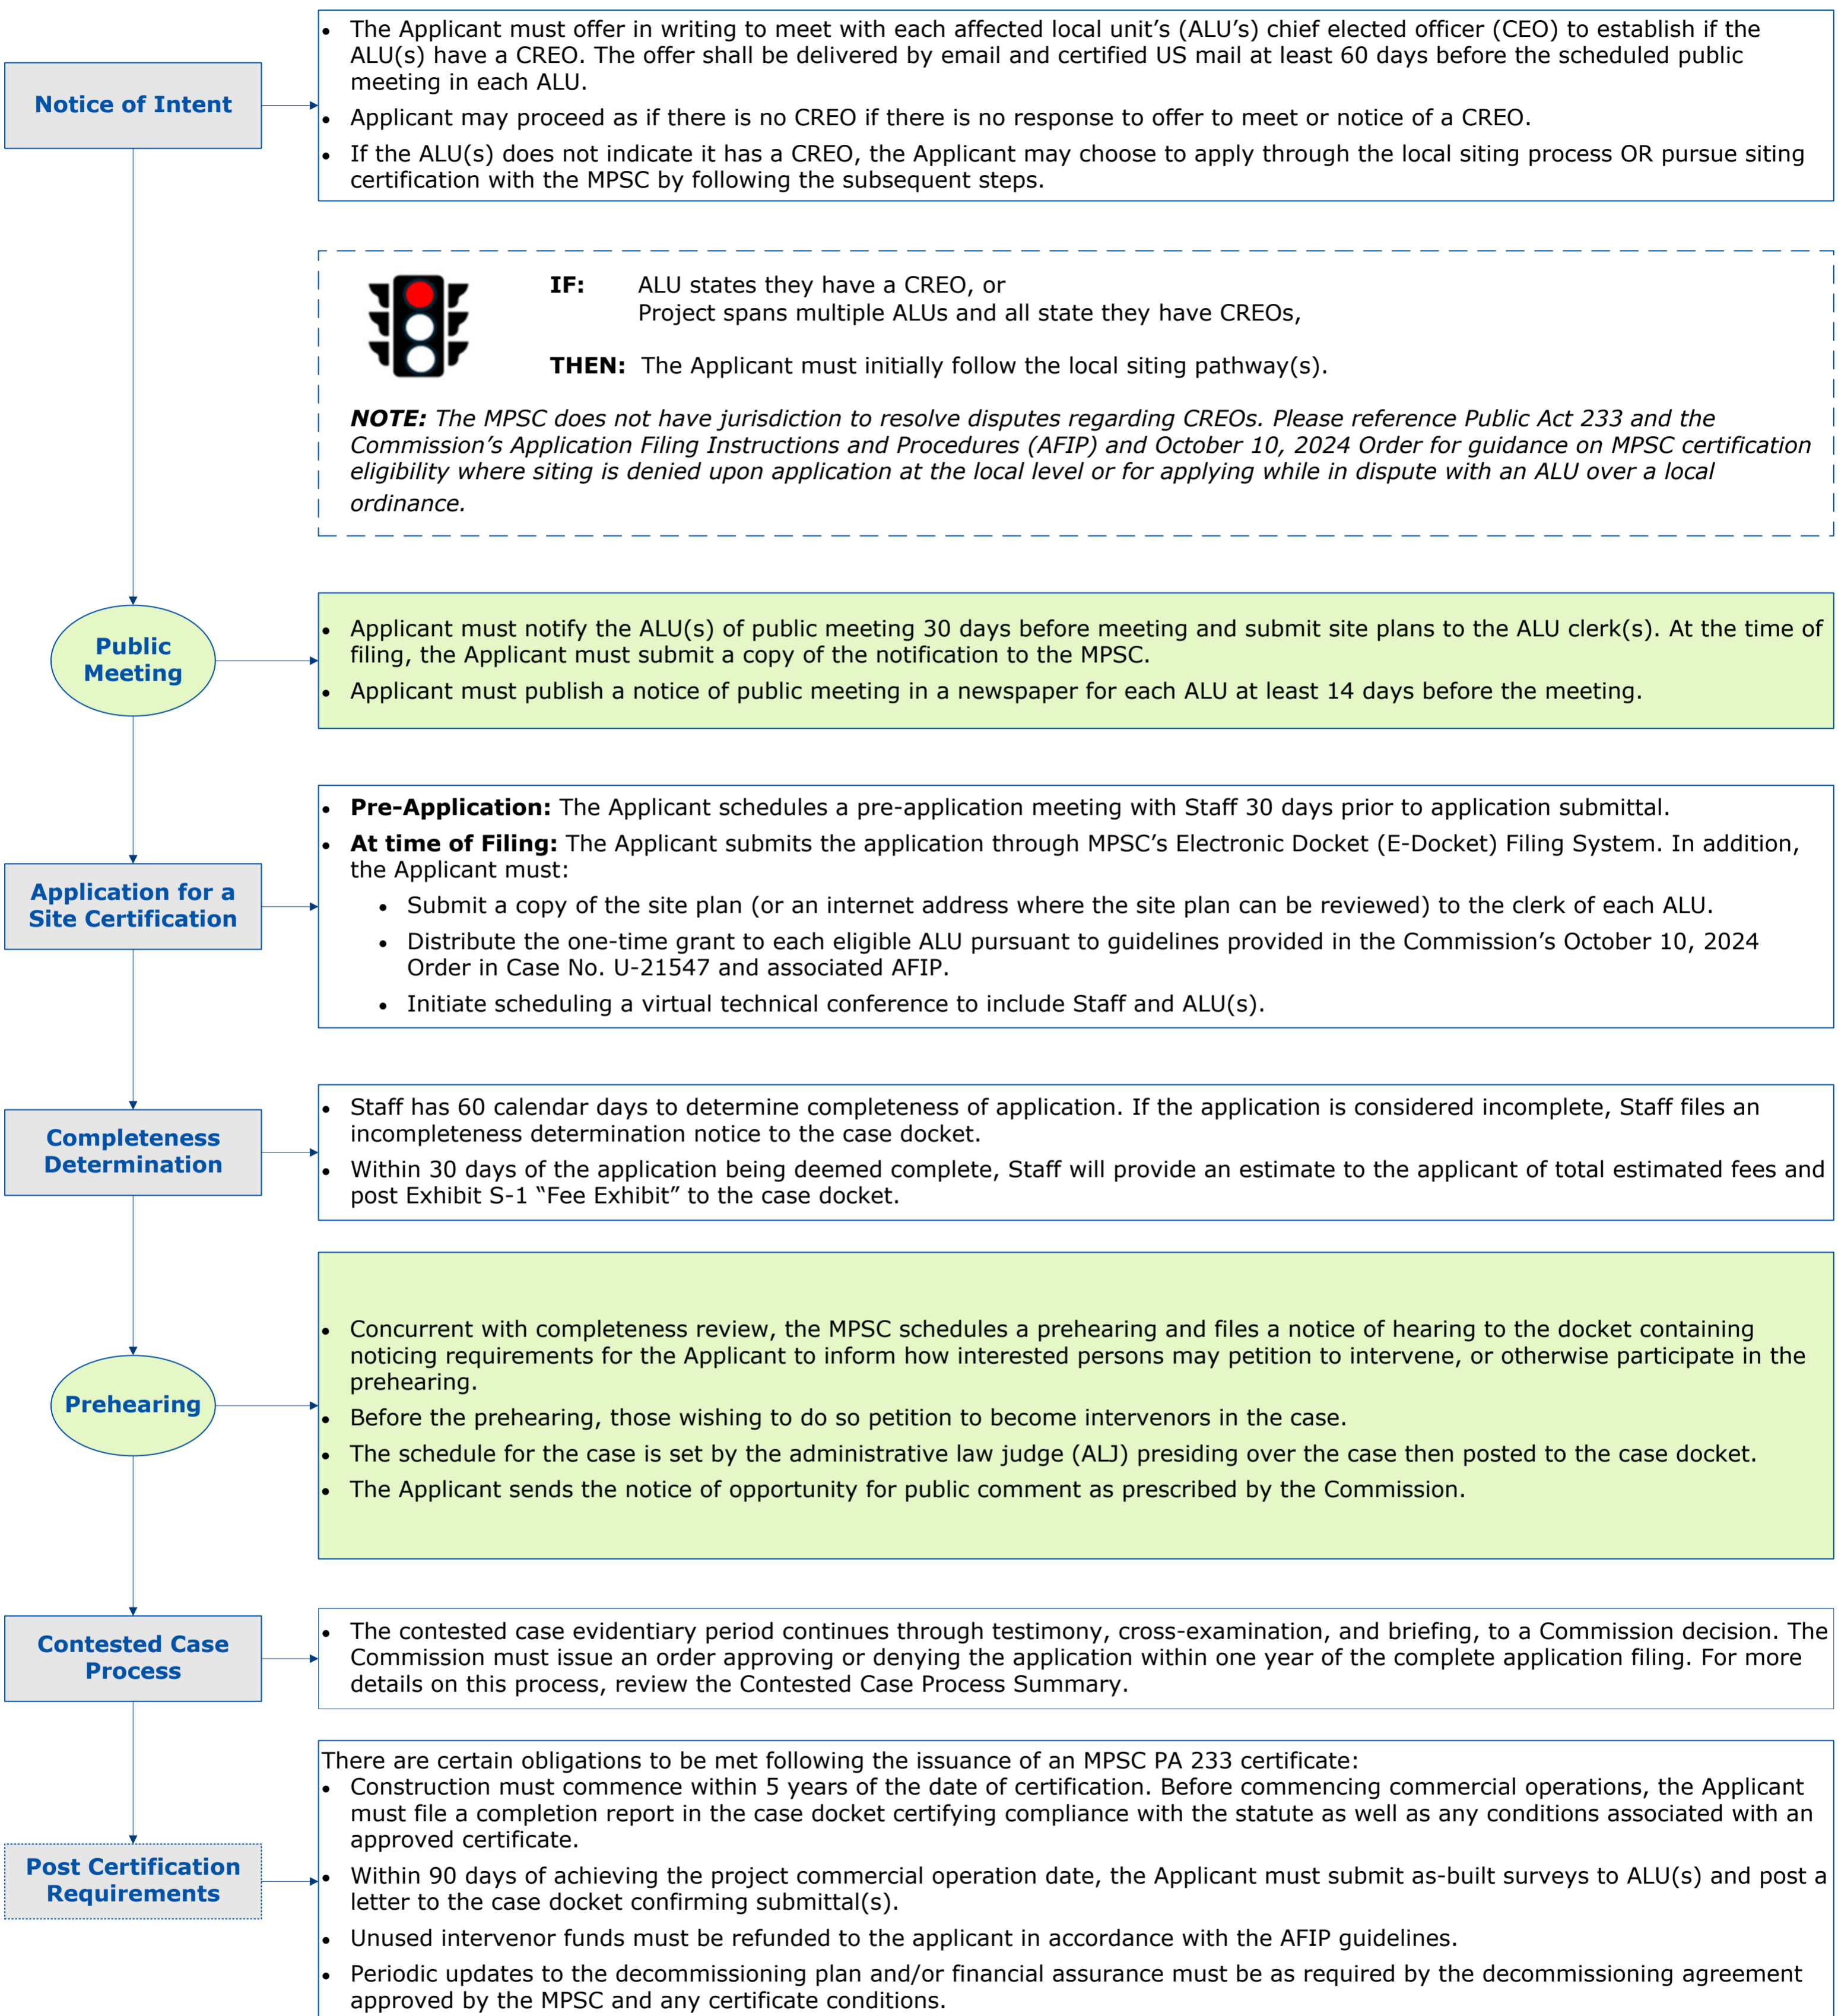 Notice of Intent
• The Applicant must offer in writing to meet with each affected local unit's (ALU's) chief elected officer (CEO) to establish if the
ALU(s) have a CREO. The offer shall be delivered by email and certified US mail at least 60 days before the scheduled public
meeting in each ALU.
• Applicant may proceed as if there is no CREO if there is no response to offer to meet or notice of a CREO.
• If the ALU(s) does not indicate it has a CREO, the Applicant may choose to apply through the local siting process OR pursue siting
certification with the MPSC by following the subsequent steps.
IF: ALU states they have a CREO, or
Project spans multiple ALUs and all state they have CREOs,
THEN: The Applicant must initially follow the local siting pathway(s).
NOTE: The MPSC does not have jurisdiction to resolve disputes regarding CREOs. Please reference Public Act 233 and the
Commission's Application Filing Instructions and Procedures (AFIP) and October 10, 2024 Order for guidance on MPSC certification
eligibility where siting is denied upon application at the local level or for applying while in dispute with an ALU over a local
ordinance.
Public
Meeting
• Applicant must notify the ALU(s) of public meeting 30 days before meeting and submit site plans to the ALU clerk(s). At the time of
filing, the Applicant must submit a copy of the notification to the MPSC.
• Applicant must publish a notice of public meeting in a newspaper for each ALU at least 14 days before the meeting.
Application for a
Site Certification
• Pre-Application: The Applicant schedules a pre-application meeting with Staff 30 days prior to application submittal.
• At time of Filing: The Applicant submits the application through MPSC's Electronic Docket (E-Docket) Filing System. In addition,
the Applicant must:
• Submit a copy of the site plan (or an internet address where the site plan can be reviewed) to the clerk of each ALU.
• Distribute the one-time grant to each eligible ALU pursuant to guidelines provided in the Commission's October 10, 2024
Order in Case No. U-21547 and associated AFIP.
• Initiate scheduling a virtual technical conference to include Staff and ALU(s).
Completeness
Determination
• Staff has 60 calendar days to determine completeness of application. If the application is considered incomplete, Staff files an
incompleteness determination notice to the case docket.
• Within 30 days of the application being deemed complete, Staff will provide an estimate to the applicant of total estimated fees and
post Exhibit S-1 "Fee Exhibit" to the case docket.
Prehearing
• Concurrent with completeness review, the MPSC schedules a prehearing and files a notice of hearing to the docket containing
noticing requirements for the Applicant to inform how interested persons may petition to intervene, or otherwise participate in the
prehearing.
• Before the prehearing, those wishing to do so petition to become intervenors in the case.
• The schedule for the case is set by the administrative law judge (ALJ) presiding over the case then posted to the case docket.
• The Applicant sends the notice of opportunity for public comment as prescribed by the Commission.
Contested Case
Process
• The contested case evidentiary period continues through testimony, cross-examination, and briefing, to a Commission decision. The
Commission must issue an order approving or denying the application within one year of the complete application filing. For more
details on this process, review the Contested Case Process Summary.
Post Certification
Requirements
There are certain obligations to be met following the issuance of an MPSC PA 233 certificate:
• Construction must commence within 5 years of the date of certification. Before commencing commercial operations, the Applicant
must file a completion report in the case docket certifying compliance with the statute as well as any conditions associated with an
approved certificate.
• Within 90 days of achieving the project commercial operation date, the Applicant must submit as-built surveys to ALU(s) and post a
letter to the case docket confirming submittal(s).
• Unused intervenor funds must be refunded to the applicant in accordance with the AFIP guidelines.
• Periodic updates to the decommissioning plan and/or financial assurance must be as required by the decommissioning agreement
approved by the MPSC and any certificate conditions.